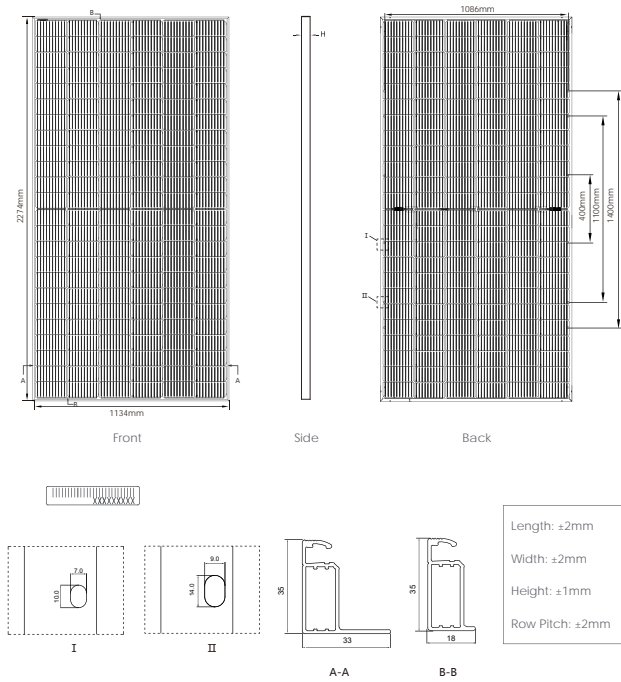 B
H
1086mm
2274mm
400mm
1100mm
1400mm
I
II
A
A
B
1134mm
Front
Side
Back
7.0
10.0
I
9.0
14.0
II
35
33
A-A
35
18
B-B
Length: ±2mm
Width: ±2mm
Height: ±1mm
Row Pitch: ±2mm